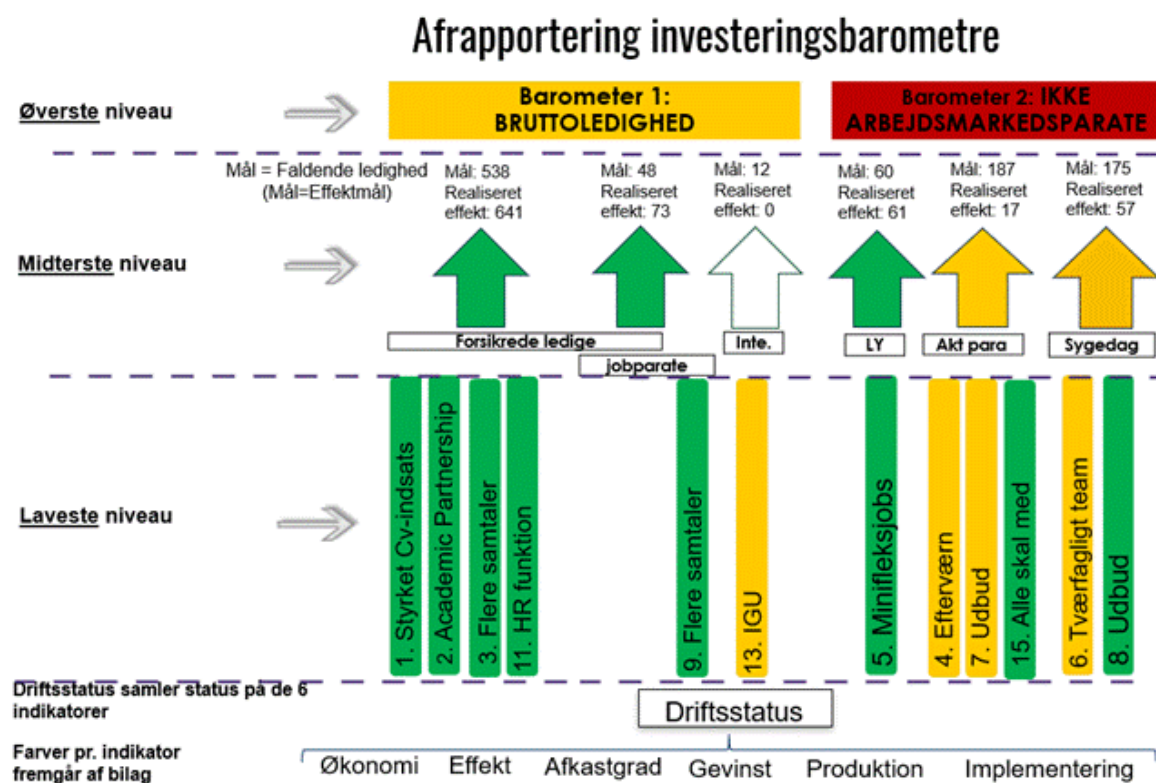 Afrapportering investeringsbarometre
Øverste niveau
Barometer 1:
BRUTTOLEDIGHED
Barometer 2: IKKE
ARBEJDSMARKEDSPARATE
Mål = Faldende ledighed
(Mål=Effektmål)
Mål: 538
Realiseret
effekt: 641
Mål: 48
Realiseret
effekt: 73
Mål: 12
Realiseret
effekt: 0
Mål: 60
Realiseret
effekt: 61
Mål: 187
Realiseret
effekt: 17
Mål: 175
Realiseret
effekt: 57
Midterste niveau
Forsikrede ledige
jobparate
Inte.
LY
Akt para
Sygedag
Laveste niveau
1. Styrket Cv-indsats
2. Academic Partnership
3. Flere samtaler
11. HR funktion
9. Flere samtaler
13. IGU
5. Minifleksjobs
4. Efterværn
7. Udbud
15. Alle skal med
6. Tværfagligt team
8. Udbud
Driftsstatus samler status på de 6
indikatorer
Driftsstatus
Farver pr. indikator
fremgår af bilag
Økonomi Effekt Afkastgrad Gevinst Produktion Implementering